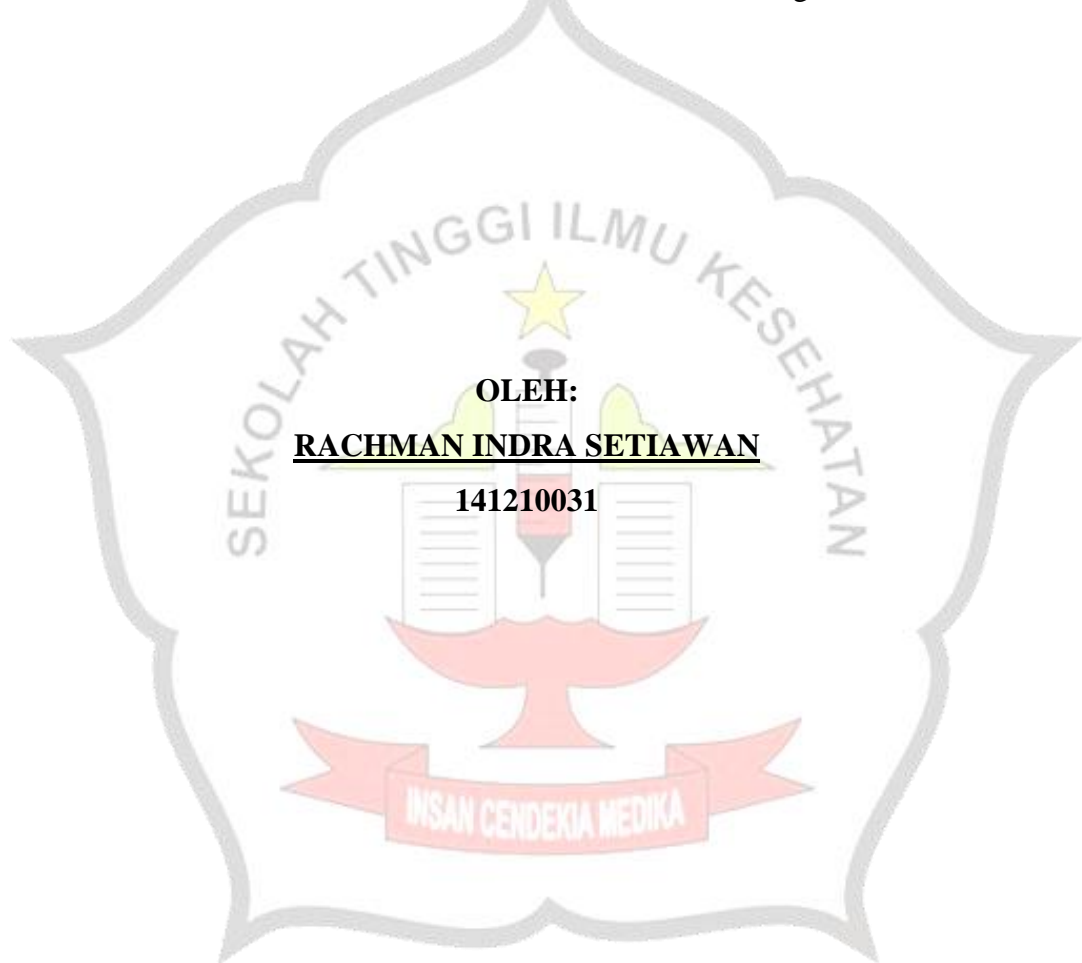 SEKOLAH TINGGI ILMU KESEHATAN
OLEH:
RACHMAN INDRA SETIAWAN
141210031
INSAN CENDEKIA MEDIKA